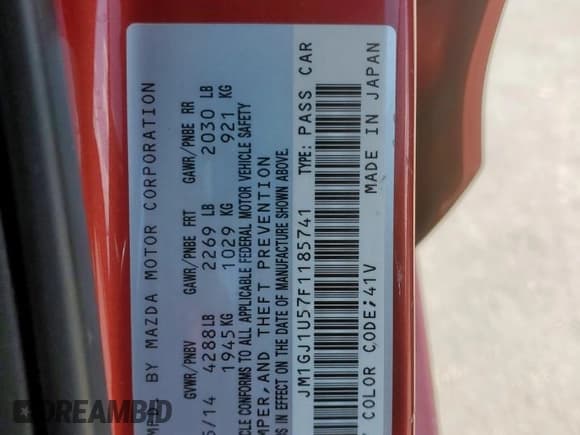 BY MAZDA MOTOR CORPORATION
GVWR/PNBV GAWR/PNBE FRT GAWR/PNBE RR
/14 4288LB 2269 LB 2030 LB
1945KG 1029 KG 921 KG
CONFORMS TO ALL APPLICABLE FEDERAL MOTOR VEHICLE SAFETY
AND THEFT PREVENTION
IN EFFECT ON THE DATE OF MANUFACTURE SHOWN ABOVE.
JM1GJ1U57F1185741 TYPE: PASS CAR
COLOR CODE;41V MADE IN JAPAN
DREAMBID